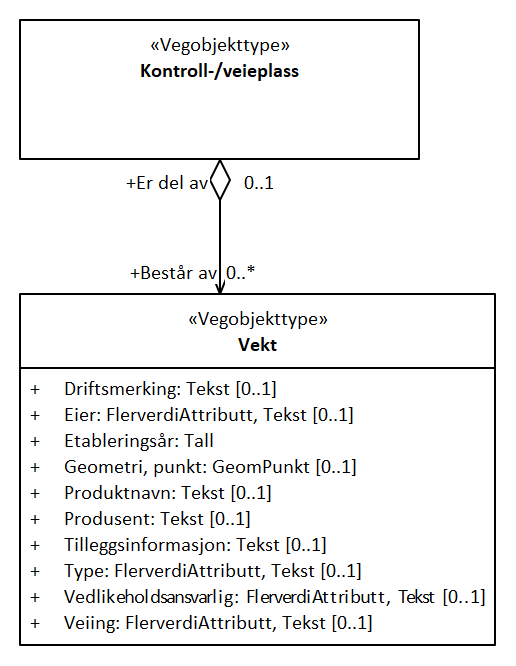 «Vegobjekttype»
Kontroll-/veieplass
+Er del av 0..1
+Består av 0..*
«Vegobjekttype»
Vekt
+ Driftsmerking: Tekst [0..1]
+ Eier: FlerverdiAttributt, Tekst [0..1]
+ Etableringsår: Tall
+ Geometri, punkt: GeomPunkt [0..1]
+ Produktnavn: Tekst [0..1]
+ Produsent: Tekst [0..1]
+ Tilleggsinformasjon: Tekst [0..1]
+ Type: FlerverdiAttributt, Tekst [0..1]
+ Vedlikeholdsansvarlig: FlerverdiAttributt, Tekst [0..1]
+ Veiing: FlerverdiAttributt, Tekst [0..1]